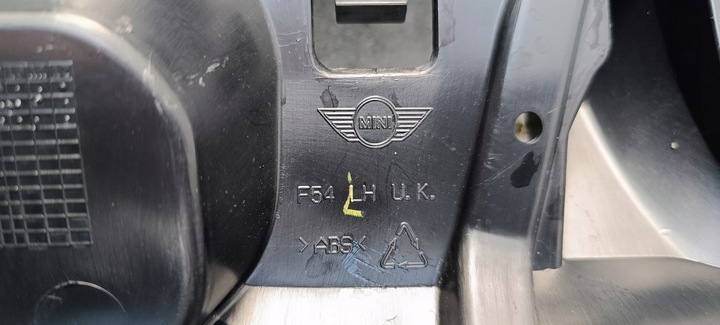 MINI
F54 LH U.K.
>ABS<